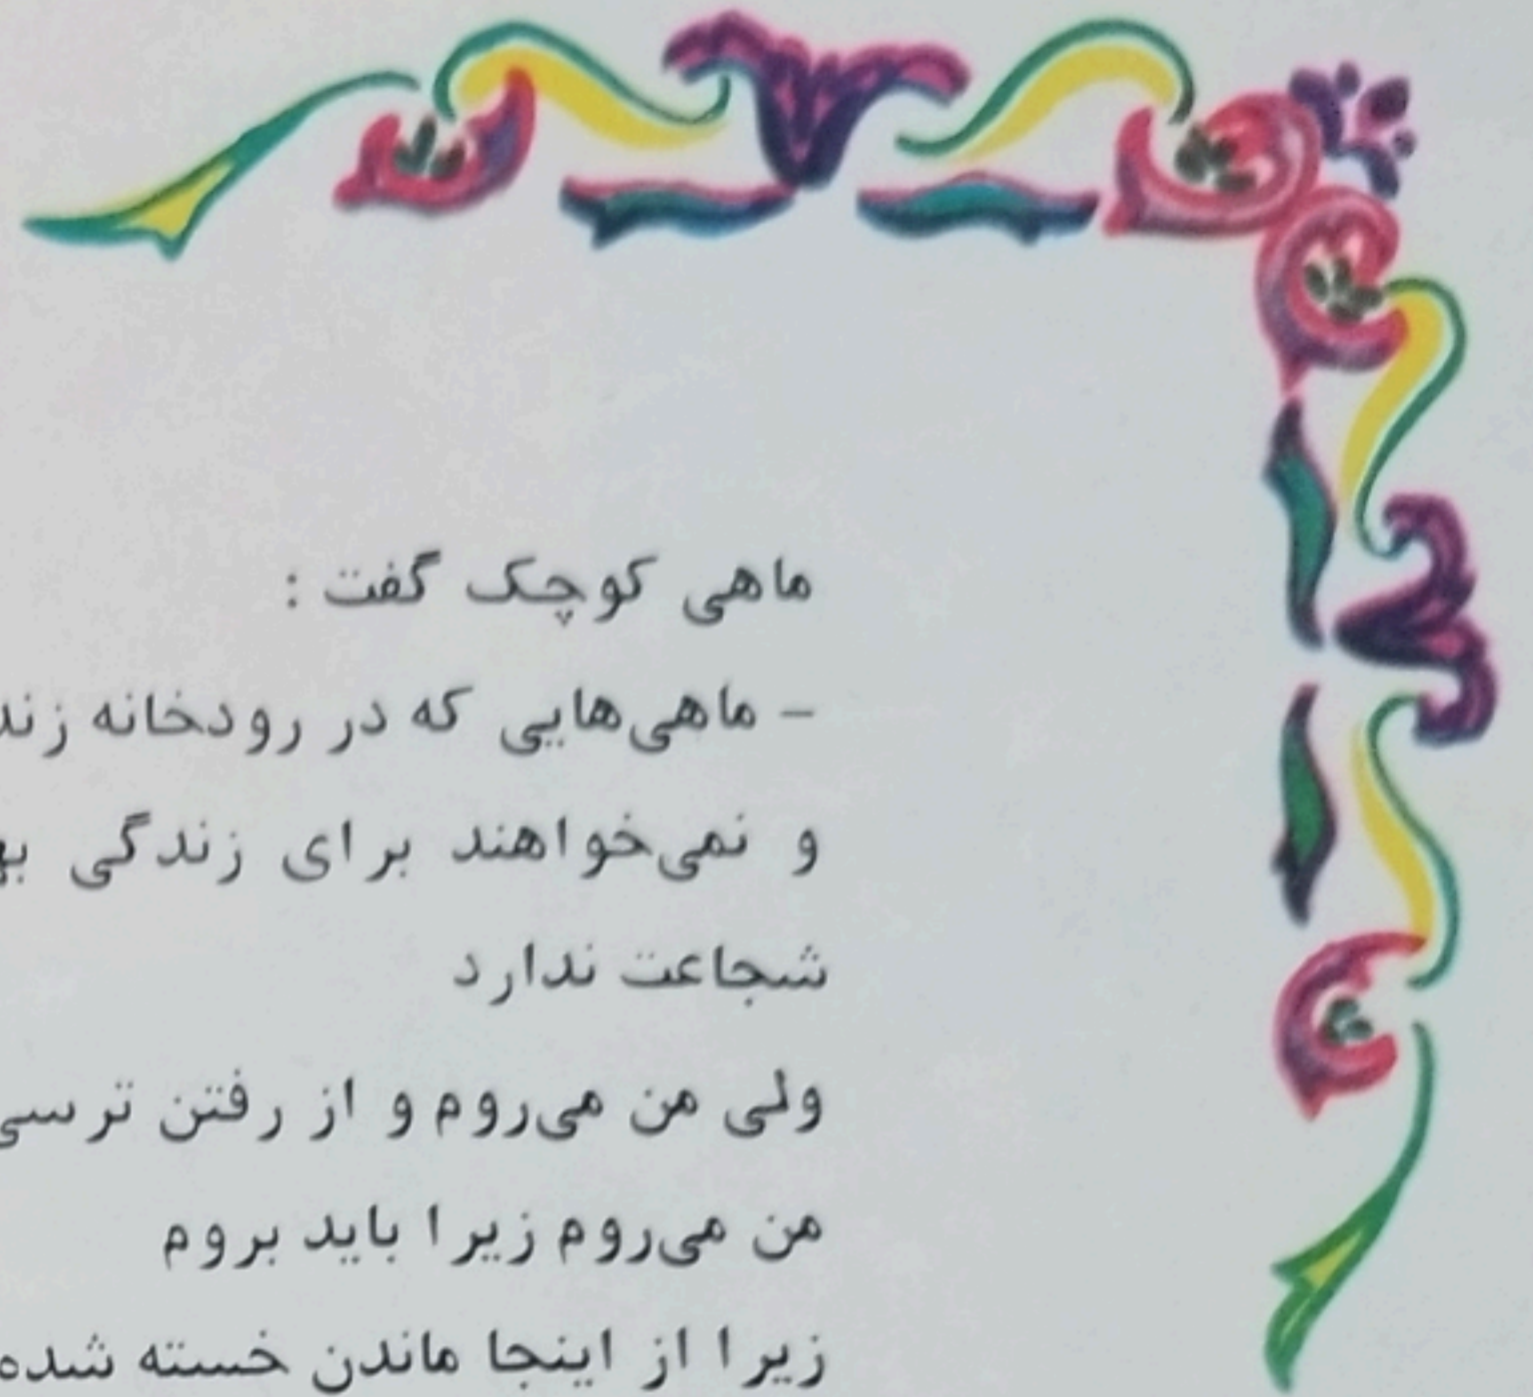 ماهی کوچک گفت :
– ماهی‌هایی که در رودخانه
و نمی‌خواهند برای زندگی
شجاعت ندارد
ولی من می‌روم و از رفتن
من می‌روم زیرا باید بروم
زیرا از اینجا ماندن خسته شده